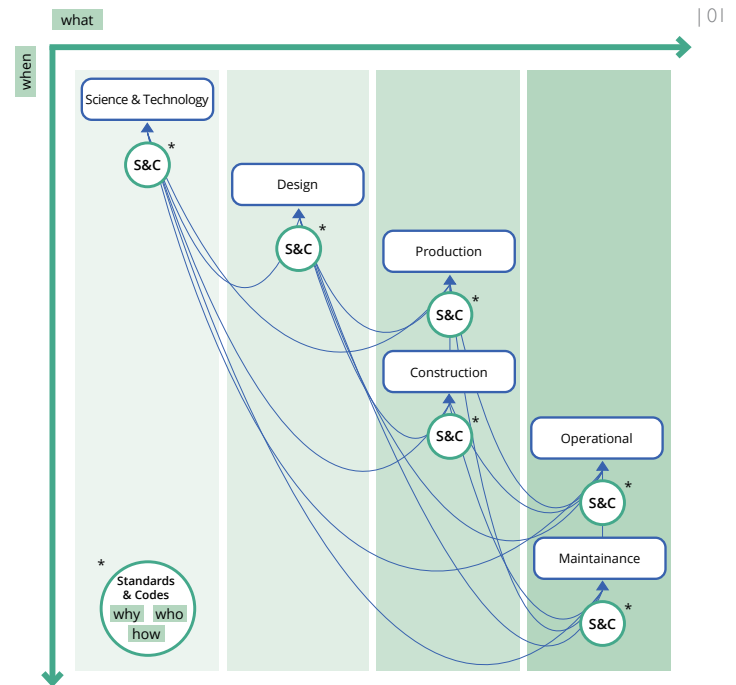 what
| 01
when
Science & Technology
*
S&C
Design
*
S&C
Production
*
S&C
Construction
*
S&C
Operational
*
S&C
Maintainance
*
S&C
*
Standards
& Codes
why who
how